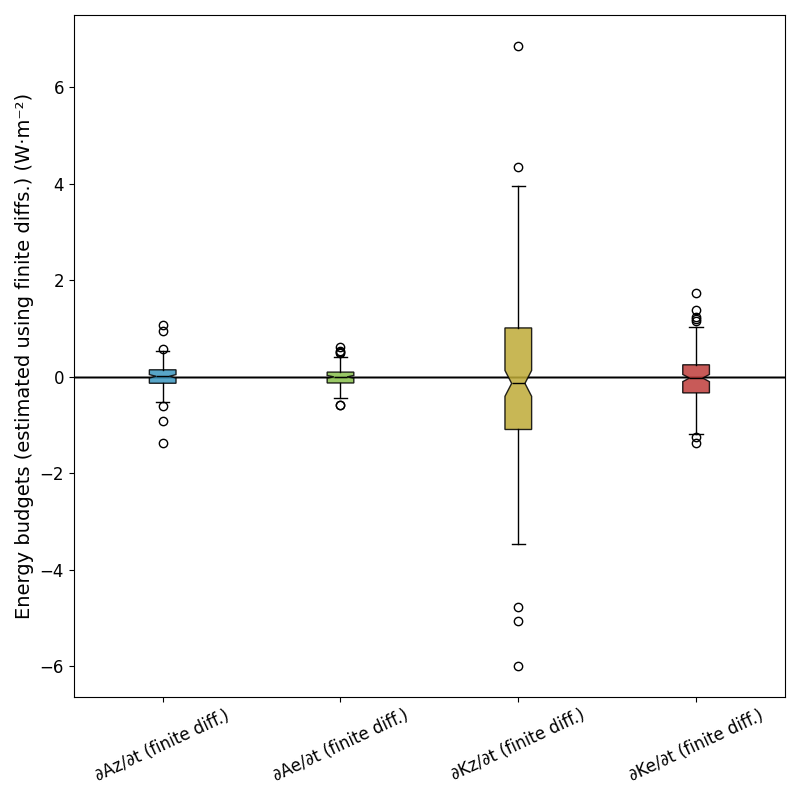 Energy budgets (estimated using finite diffs.) (W·m⁻²)
6
4
2
0
−2
−4
−6
∂Az/∂t (finite diff.)
∂Ae/∂t (finite diff.)
∂Kz/∂t (finite diff.)
∂Ke/∂t (finite diff.)